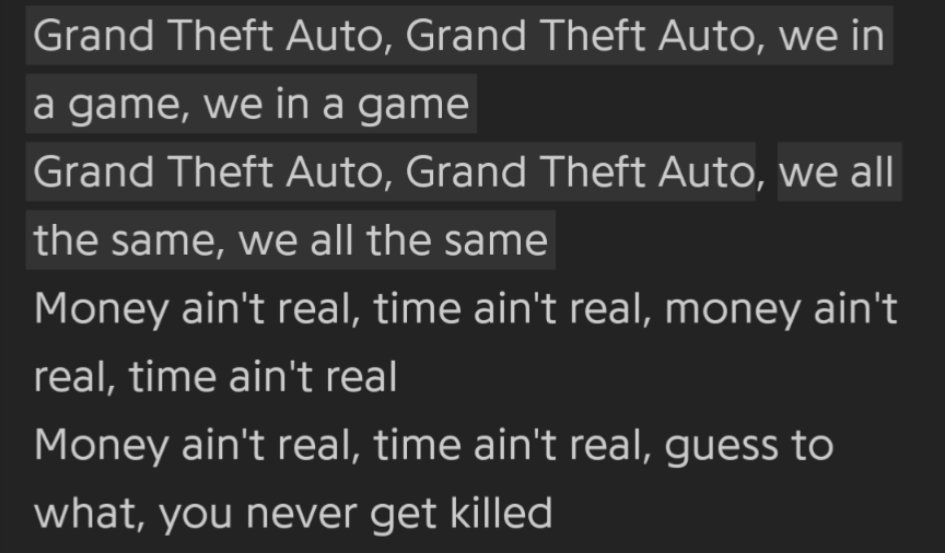 Grand Theft Auto, Grand Theft Auto, we in
a game, we in a game
Grand Theft Auto, Grand Theft Auto, we all
the same, we all the same
Money ain't real, time ain't real, money ain't
real, time ain't real
Money ain't real, time ain't real, guess to
what, you never get killed